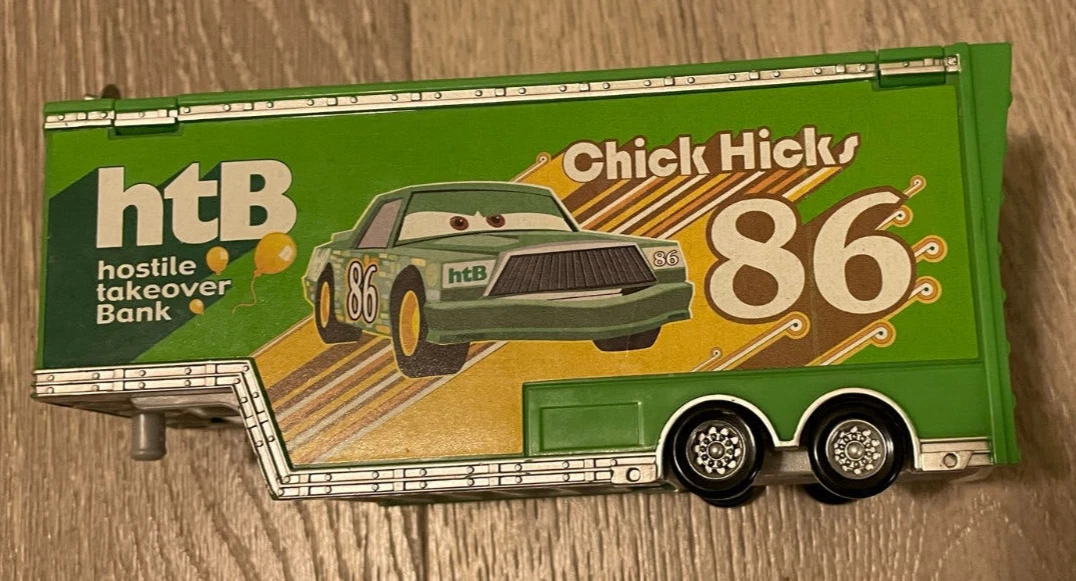 htB
hostile
takeover
Bank
Chick Hicks
86
86
htB
86